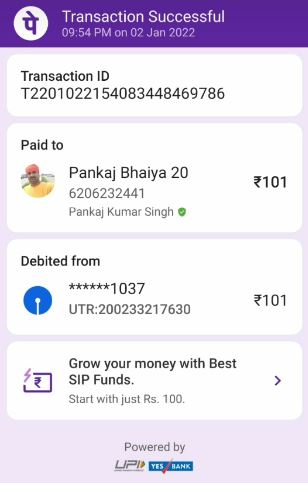 पे
Transaction Successful
09:54 PM on 02 Jan 2022
Transaction ID
T2201022154083448469786
Paid to
Pankaj Bhaiya 20
₹101
6206232441
Pankaj Kumar Singh
Debited from
******1037
₹101
UTR:200233217630
Grow your money with Best
SIP Funds.
Start with just Rs. 100.
Powered by
UPI YES BANK